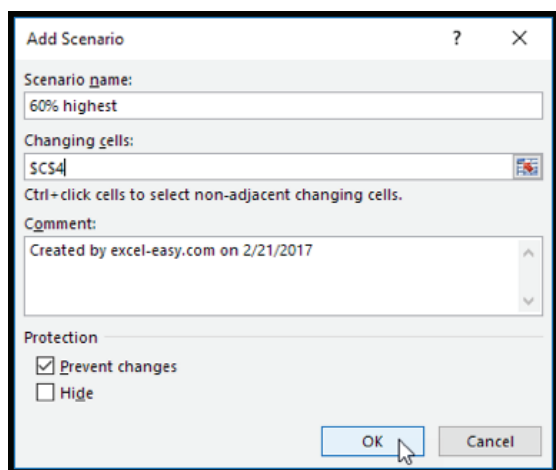 Add Scenario
?
Scenario name:
60% highest
Changing cells:
$C$4
Ctrl+click cells to select non-adjacent changing cells.
Comment:
Created by excel-easy.com on 2/21/2017
Protection
Prevent changes
Hide
OK Cancel